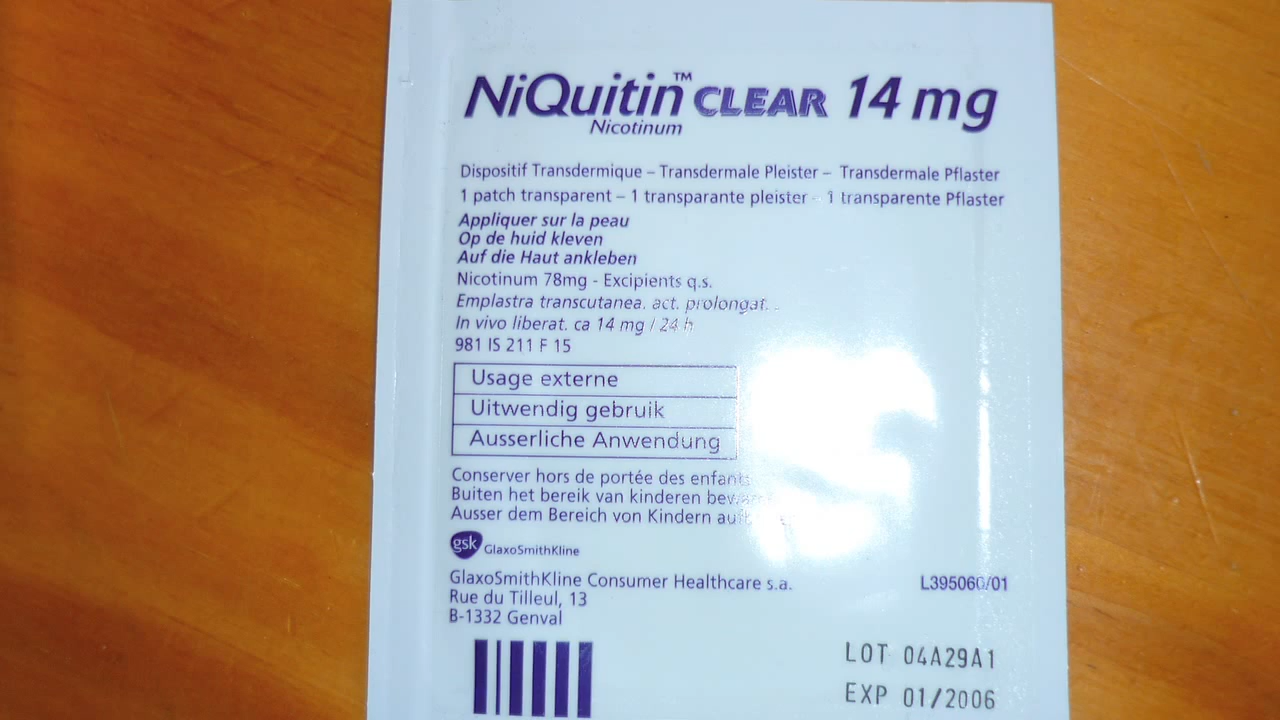 NiQuitin™ CLEAR 14 mg
Nicotinum
Dispositif Transdermique – Transdermale Pleister – Transdermale Pflaster
1 patch transparent – 1 transparante pleister - 1 transparente Pflaster
Appliquer sur la peau
Op de huid kleven
Auf die Haut ankleben
Nicotinum 78mg - Excipients q.s.
Emplastra transcutanea. act. prolongat.
In vivo liberat. ca 14 mg / 24 h
981 IS 211 F 15
Usage externe
Uitwendig gebruik
Ausserliche Anwendung
Conserver hors de portée des enfants
Buiten het bereik van kinderen
Ausser dem Bereich von Kindern
gsk GlaxoSmithKline
GlaxoSmithKline Consumer Healthcare s.a.
L395060/01
Rue du Tilleul, 13
B-1332 Genval
LOT 04A29A1
EXP 01/2006